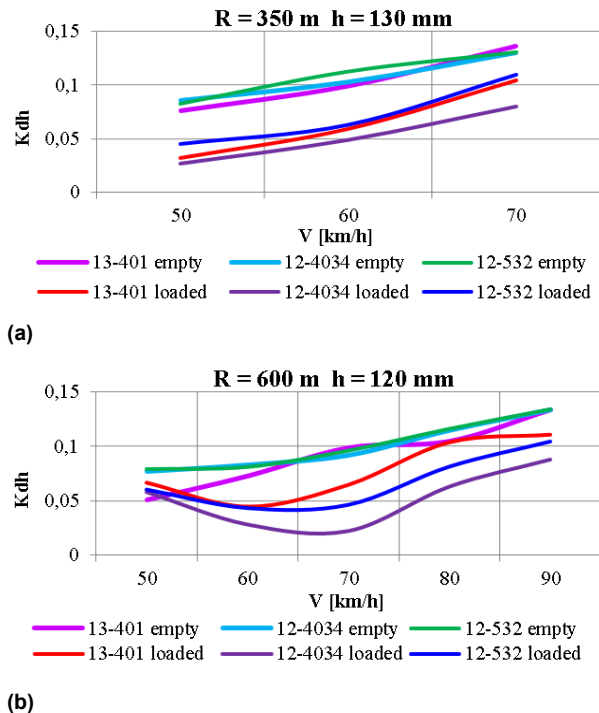 R = 350 m h = 130 mm
0,15
0,1
0,05
0
Kdh
50 60 70
V [km/h]
13-401 empty 12-4034 empty 12-532 empty
13-401 loaded 12-4034 loaded 12-532 loaded
(a)
R = 600 m h = 120 mm
0,15
0,1
0,05
0
Kdh
50 60 70 80 90
V [km/h]
13-401 empty 12-4034 empty 12-532 empty
13-401 loaded 12-4034 loaded 12-532 loaded
(b)